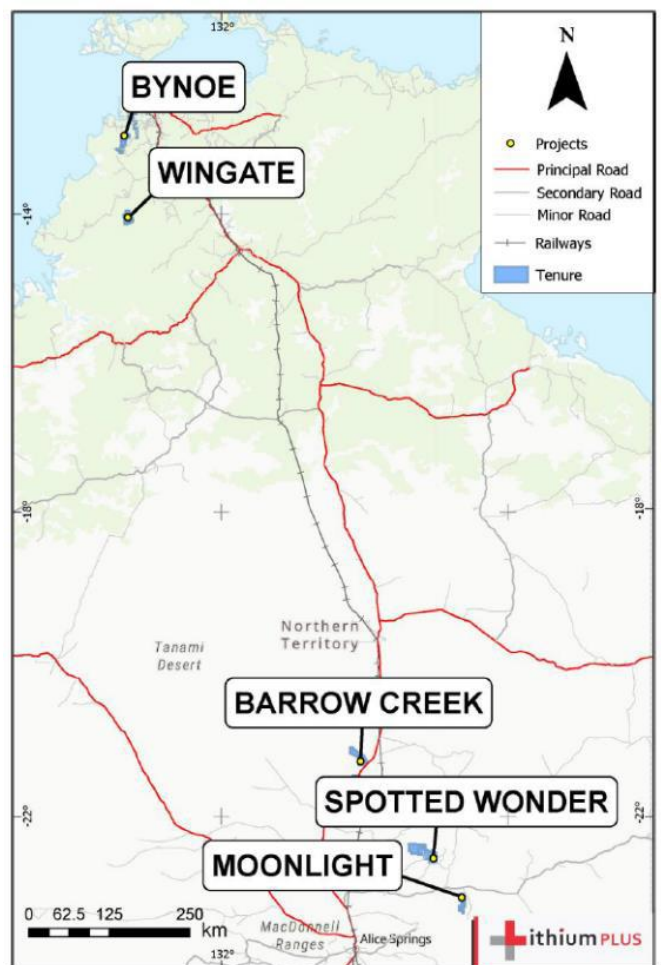 132°
BYNOE
WINGATE
N
Projects
Principal Road
Secondary Road
Minor Road
Railways
Tenure
-14°
-18°
-18°
Northern
Territory
Tanami
Desert
BARROW CREEK
SPOTTED WONDER
MOONLIGHT
-22°
-22°
0 62.5 125 250
km
MacDonnell
Ranges
Alice Springs
132°
Lithium PLUS